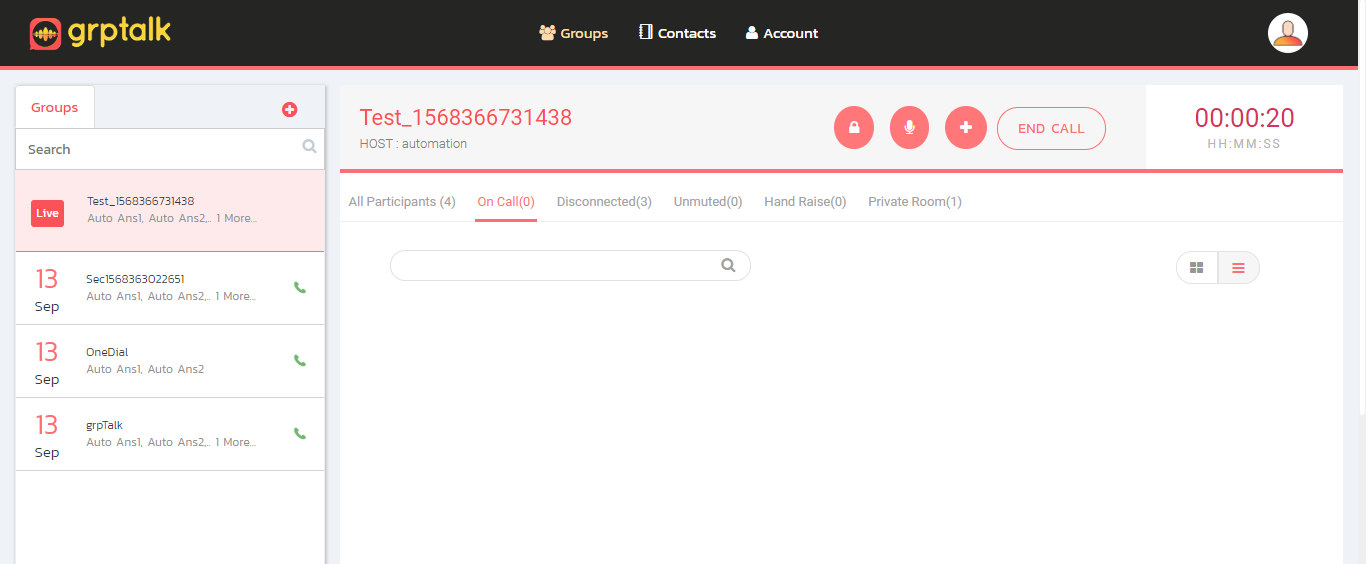 grptalk
Groups Contacts Account
Groups
Search
Live
Test_1568366731438
Auto Ans1, Auto Ans2,.. 1 More...
13
Sep
Sec1568363022651
Auto Ans1, Auto Ans2,.. 1 More...
13
Sep
OneDial
Auto Ans1, Auto Ans2
13
Sep
grpTalk
Auto Ans1, Auto Ans2,.. 1 More...
Test_1568366731438
HOST : automation
END CALL
00:00:20
HH:MM:SS
All Participants (4) On Call(0) Disconnected(3) Unmuted(0) Hand Raise(0) Private Room(1)